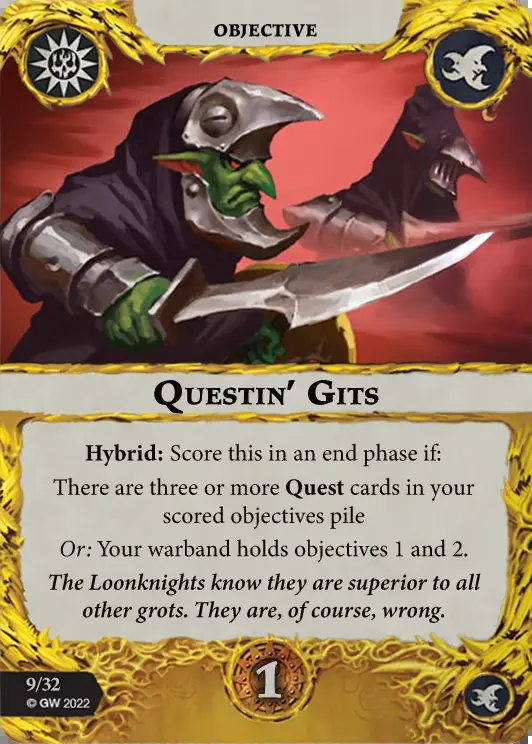 OBJECTIVE
QUESTIN' GITS
Hybrid: Score this in an end phase if:
There are three or more Quest cards in your
scored objectives pile
Or: Your warband holds objectives 1 and 2.
The Loonknights know they are superior to all
other grots. They are, of course, wrong.
9/32
© GW 2022
1